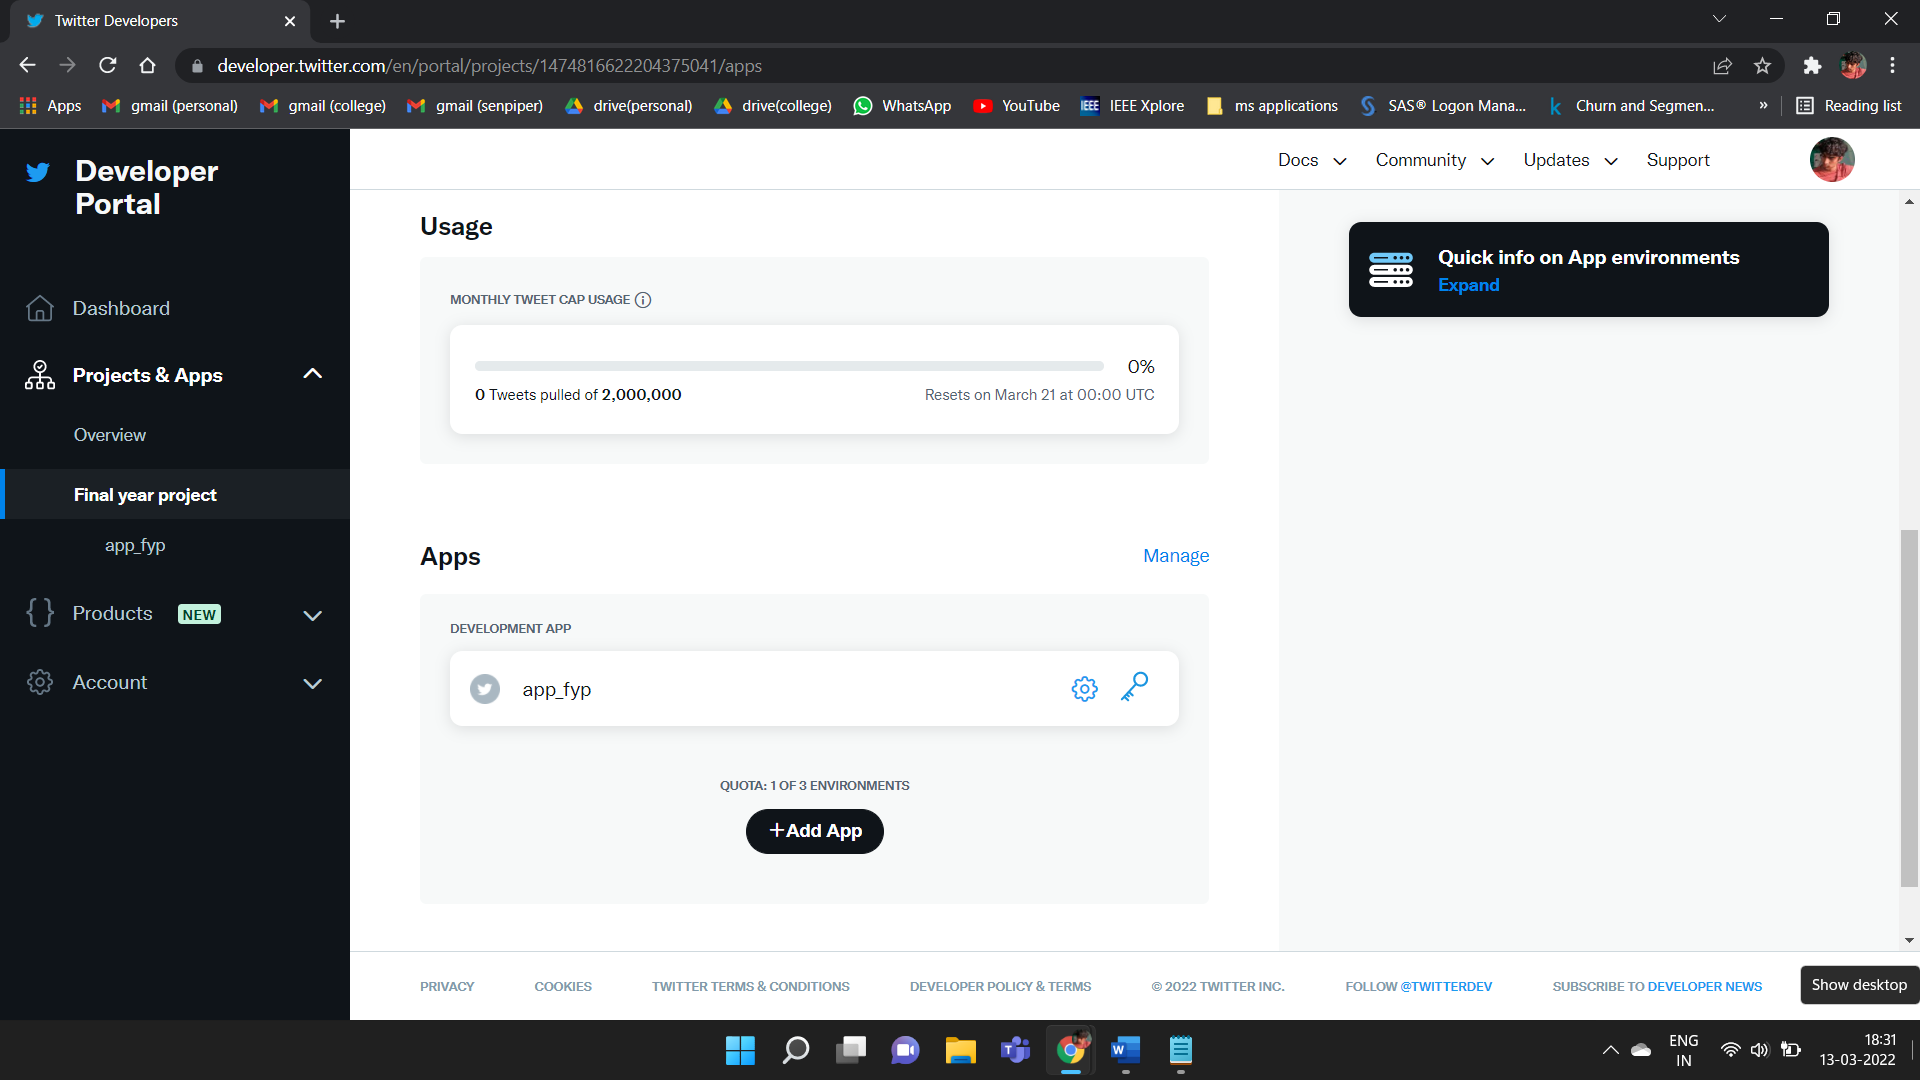 Twitter Developers
developer.twitter.com/en/portal/projects/1474816622204375041/apps
Apps gmail (personal) gmail (college) gmail (senpiper) drive(personal) drive(college) WhatsApp YouTube IEEE IEEE Xplore ms applications SAS® Logon Mana... k Churn and Segmen... » Reading list
Developer
Portal
Docs Community Updates Support
Dashboard
Projects & Apps
Overview
Final year project
app_fyp
Products NEW
Account
Usage
MONTHLY TWEET CAP USAGE
0%
0 Tweets pulled of 2,000,000 Resets on March 21 at 00:00 UTC
Apps Manage
DEVELOPMENT APP
app_fyp
QUOTA: 1 OF 3 ENVIRONMENTS
+Add App
Quick info on App environments
Expand
PRIVACY COOKIES TWITTER TERMS & CONDITIONS DEVELOPER POLICY & TERMS © 2022 TWITTER INC. FOLLOW @TWITTERDEV SUBSCRIBE TO DEVELOPER NEWS
Show desktop
ENG
IN
18:31
13-03-2022